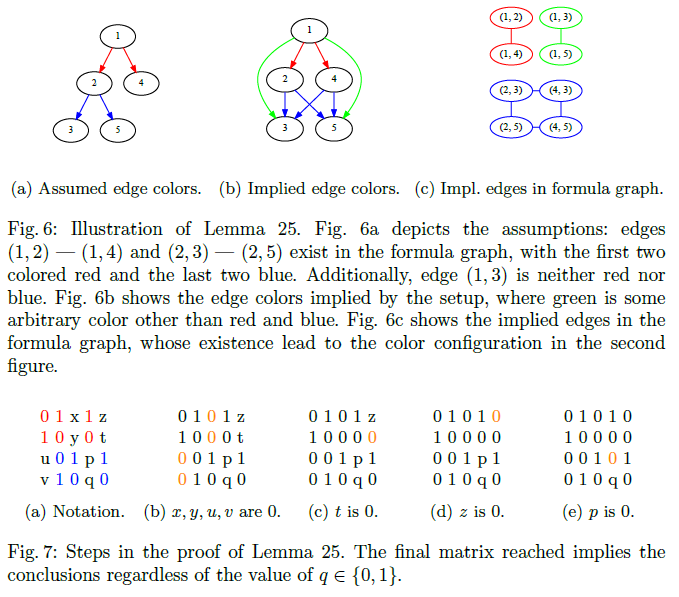 1
2
4
3
5
1
2
4
3
5
(1, 2)
(1, 3)
(1, 4)
(1, 5)
(2, 3)
(4, 3)
(2, 5)
(4, 5)
(a) Assumed edge colors. (b) Implied edge colors. (c) Impl. edges in formula graph.
Fig. 6: Illustration of Lemma 25. Fig. 6a depicts the assumptions: edges
(1, 2) — (1, 4) and (2, 3) — (2, 5) exist in the formula graph, with the first two
colored red and the last two blue. Additionally, edge (1, 3) is neither red nor
blue. Fig. 6b shows the edge colors implied by the setup, where green is some
arbitrary color other than red and blue. Fig. 6c shows the implied edges in the
formula graph, whose existence lead to the color configuration in the second
figure.
0 1 x 1 z
1 0 y 0 t
u 0 1 p 1
v 1 0 q 0
(a) Notation.
0 1 0 1 z
1 0 0 0 t
0 0 1 p 1
0 1 0 q 0
(b) x, y, u, v are 0.
0 1 0 1 z
1 0 0 0 0
0 0 1 p 1
0 1 0 q 0
(c) t is 0.
0 1 0 1 0
1 0 0 0 0
0 0 1 p 1
0 1 0 q 0
(d) z is 0.
0 1 0 1 0
1 0 0 0 0
0 0 1 0 1
0 1 0 q 0
(e) p is 0.
Fig. 7: Steps in the proof of Lemma 25. The final matrix reached implies the
conclusions regardless of the value of q ∈ {0, 1}.